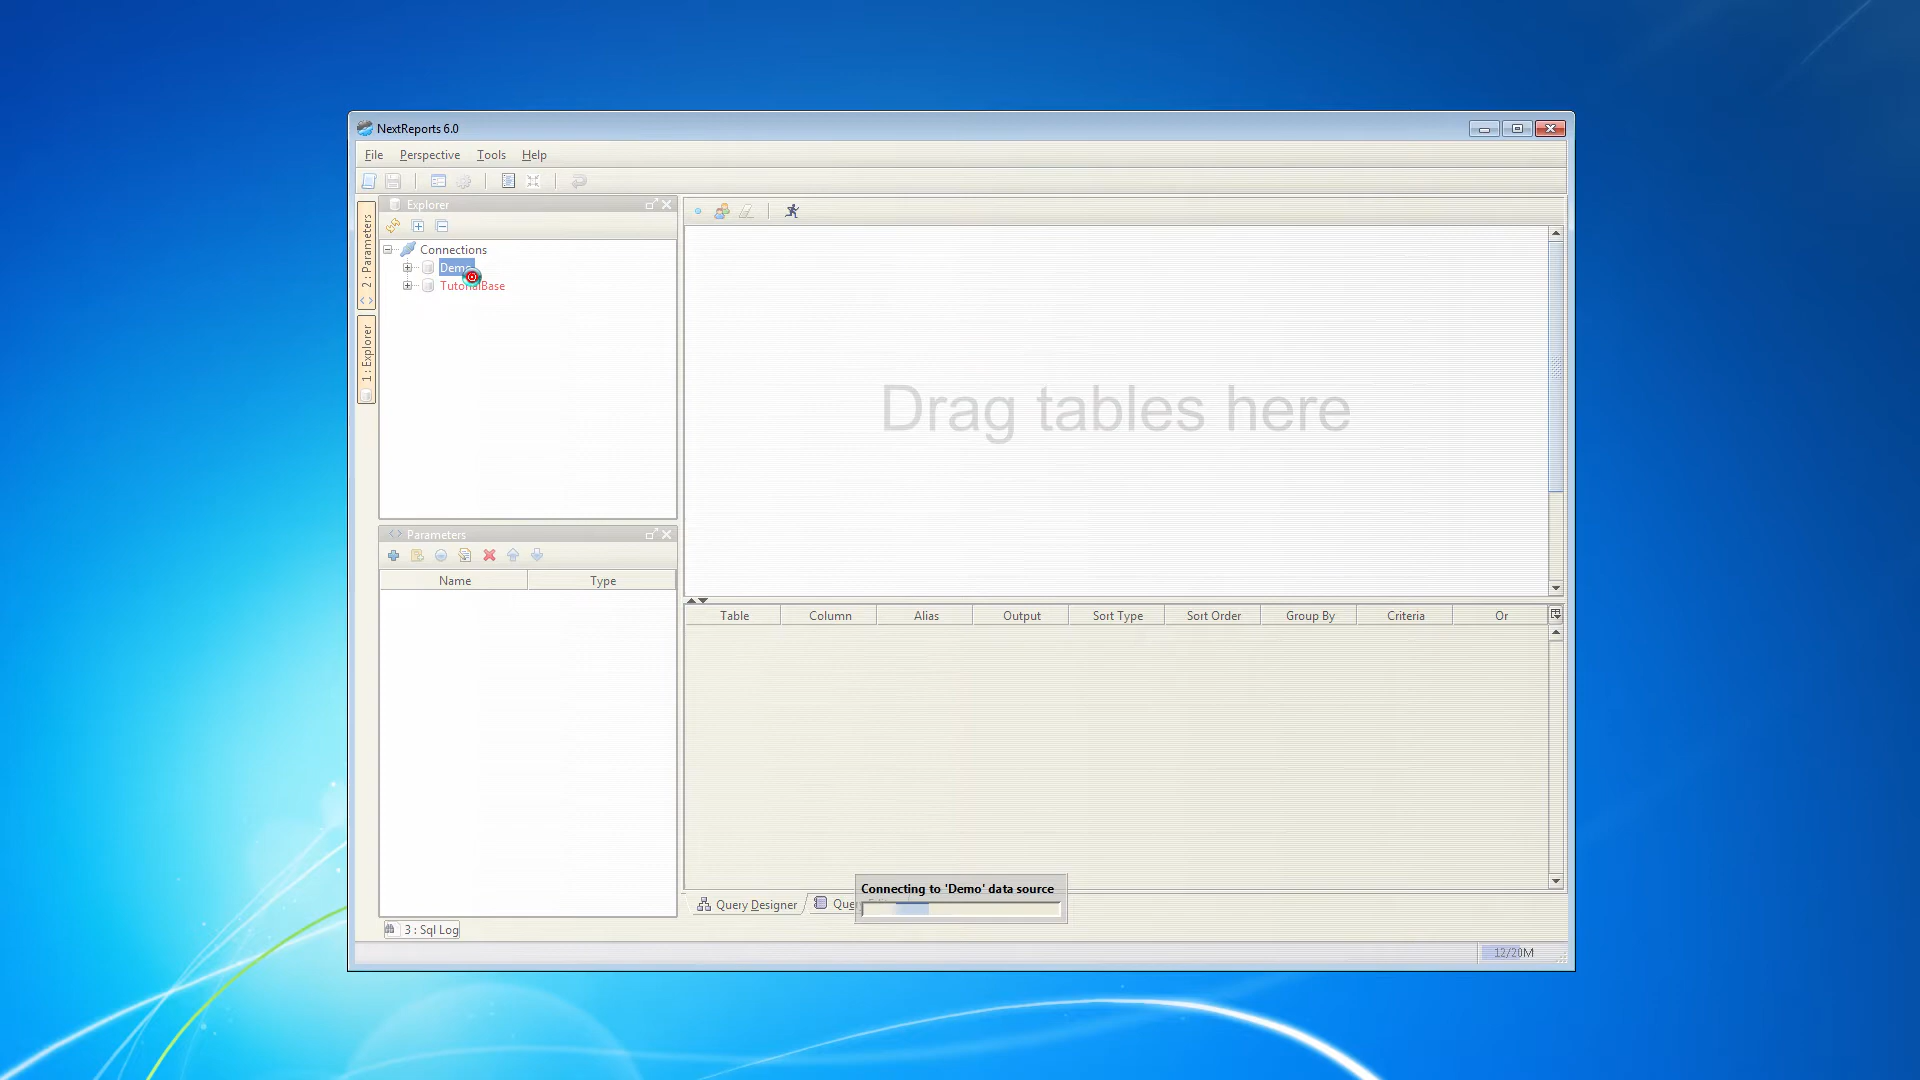 NextReports 6.0
File Perspective Tools Help
Explorer
2 : Parameters
1 : Explorer
Connections
Demo
TutorialBase
Drag tables here
Parameters
Name Type
Table Column Alias Output Sort Type Sort Order Group By Criteria Or
Connecting to 'Demo' data source
Query Designer
3 : Sql Log
12/20M